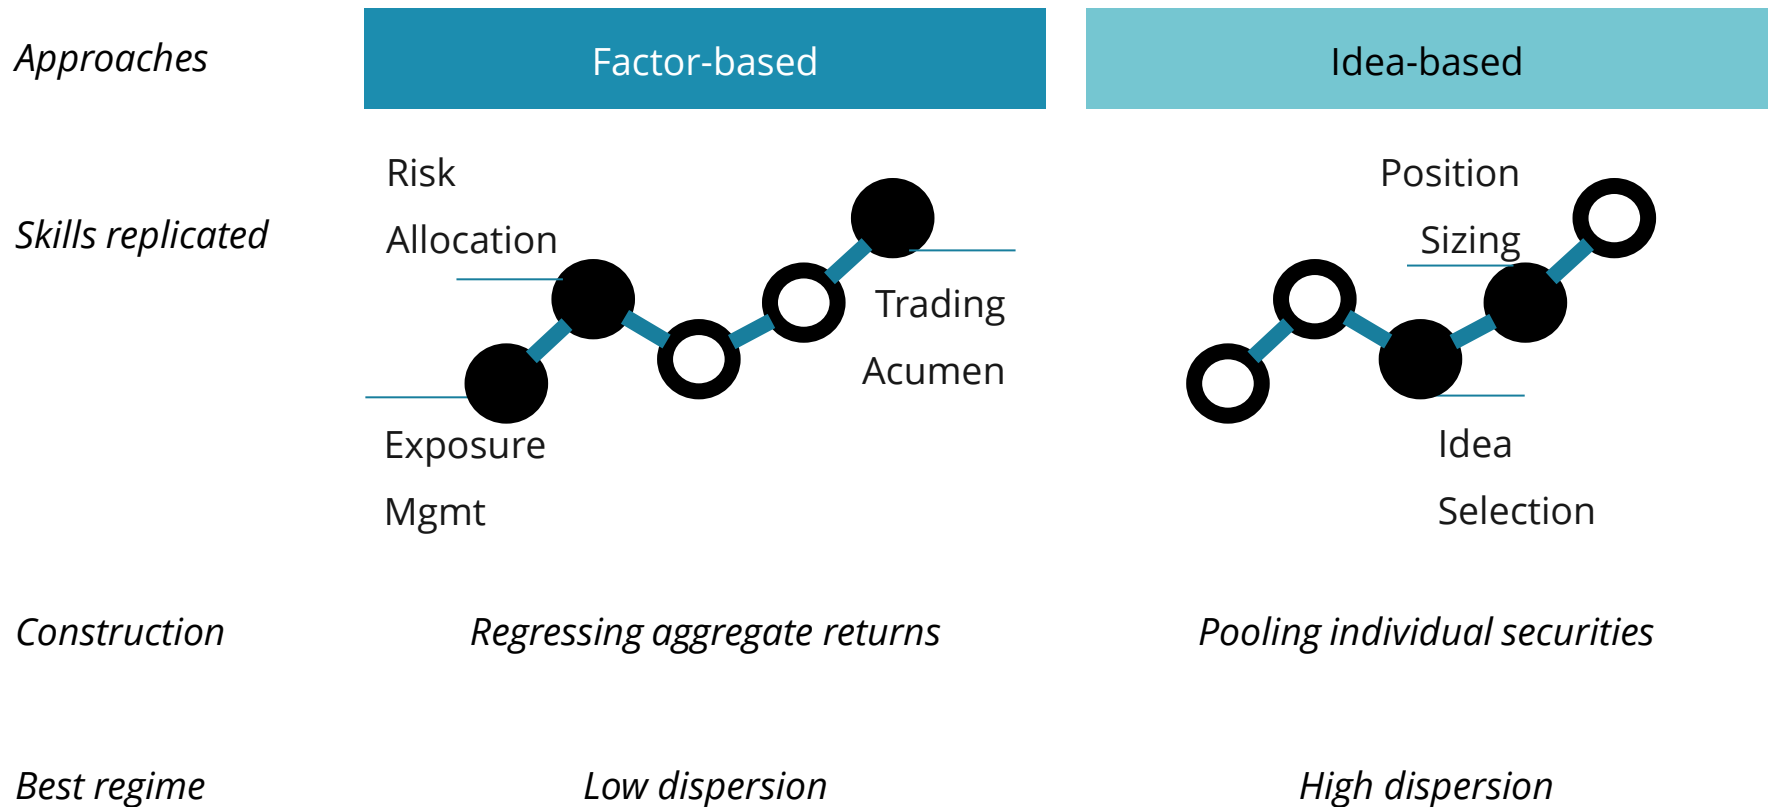 Approaches
Factor-based
Idea-based
Skills replicated
Risk
Allocation
Trading
Acumen
Exposure
Mgmt
Position
Sizing
Idea
Selection
Construction
Regressing aggregate returns
Pooling individual securities
Best regime
Low dispersion
High dispersion